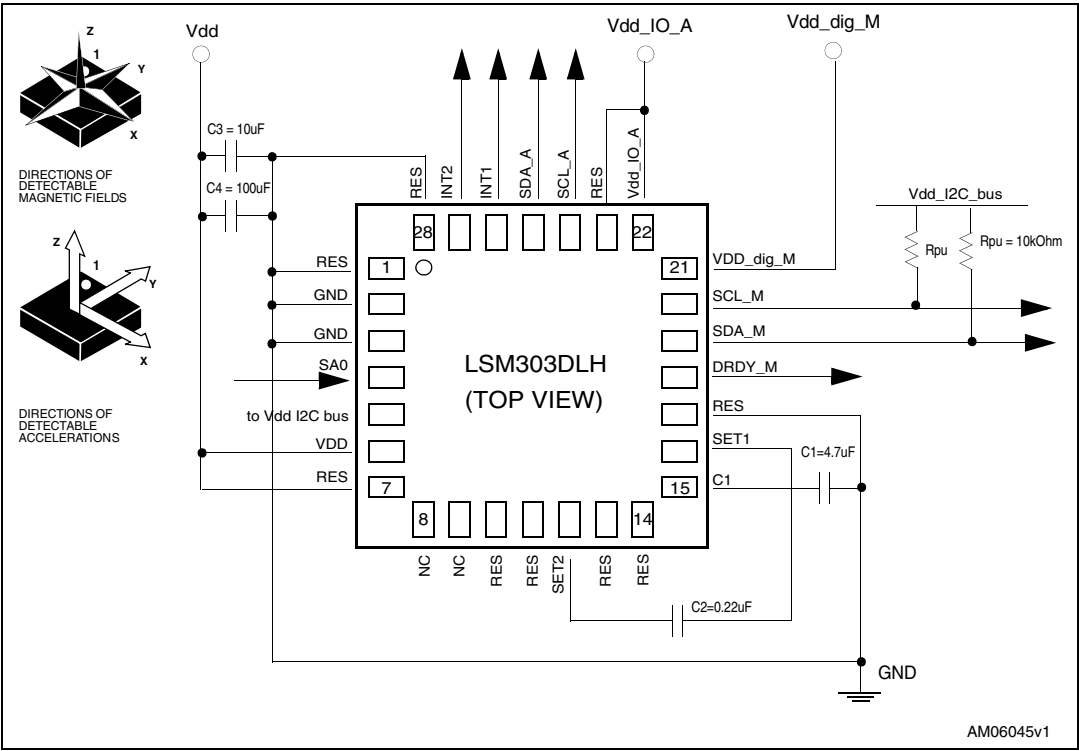 Vdd
Vdd_IO_A
Vdd_dig_M
Z
1
Y
X
DIRECTIONS OF
DETECTABLE
MAGNETIC FIELDS
C3 = 10uF
C4 = 100uF
RES
INT2
INT1
SDA_A
SCL_A
RES
Vdd_IO_A
28
22
Vdd_I2C_bus
Rpu
Rpu = 10kOhm
Z
1
Y
X
DIRECTIONS OF
DETECTABLE
ACCELERATIONS
RES
1
GND
GND
SA0
to Vdd I2C bus
VDD
RES
7
LSM303DLH
(TOP VIEW)
21
VDD_dig_M
SCL_M
SDA_M
DRDY_M
RES
SET1
C1=4.7uF
15
C1
8
14
NC
NC
RES
RES
SET2
RES
RES
C2=0.22uF
GND
AM06045v1